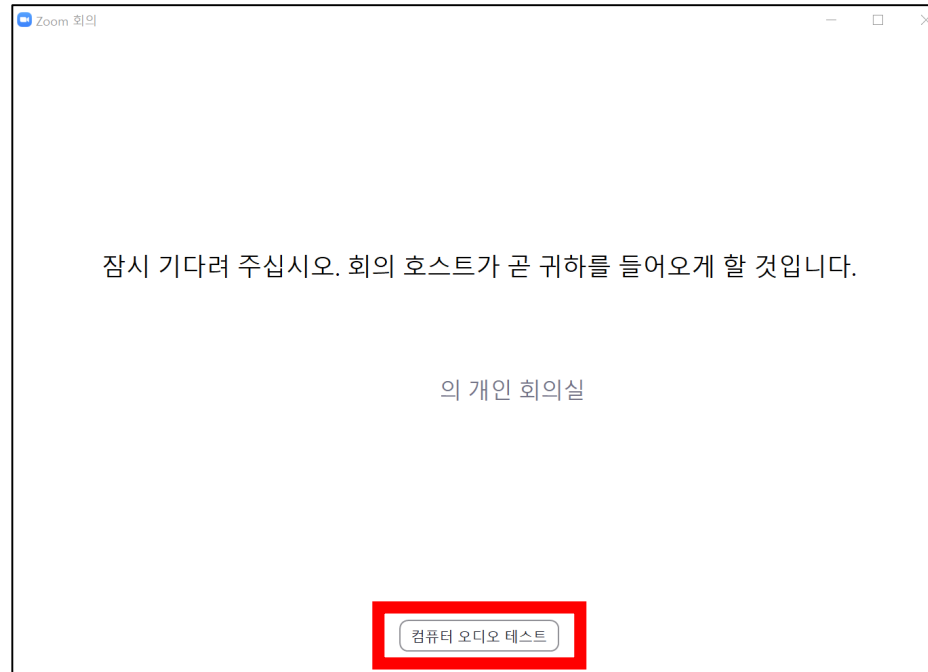 Zoom 회의
잠시 기다려 주십시오. 회의 호스트가 곧 귀하를 들어오게 할 것입니다.
의 개인 회의실
컴퓨터 오디오 테스트